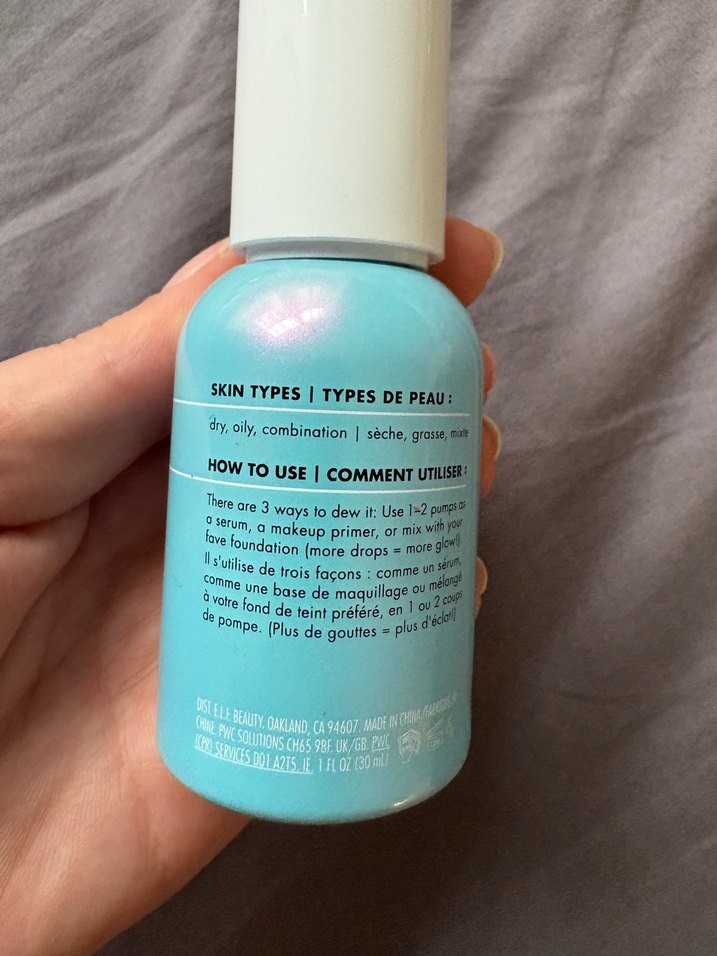 SKIN TYPES | TYPES DE PEAU :
dry, oily, combination | sèche, grasse, mixte
HOW TO USE | COMMENT UTILISER :
There are 3 ways to dew it: Use 1-2 pumps as
a serum, a makeup primer, or mix with your
fave foundation (more drops = more glow!).
Il s'utilise de trois façons : comme un sérum,
comme une base de maquillage ou mélangé
à votre fond de teint préféré, en 1 ou 2 coups
de pompe. (Plus de gouttes = plus d'éclat!)
DIST. E.L.F. BEAUTY. OAKLAND, CA 94607. MADE IN CHINA/FABRIQUÉ EN
CHINE. PWC SOLUTIONS CH65 9BF. UK/GB. PWC
(CPR) SERVICES D01 A2T5. IE. 1 FL OZ (30 mL)